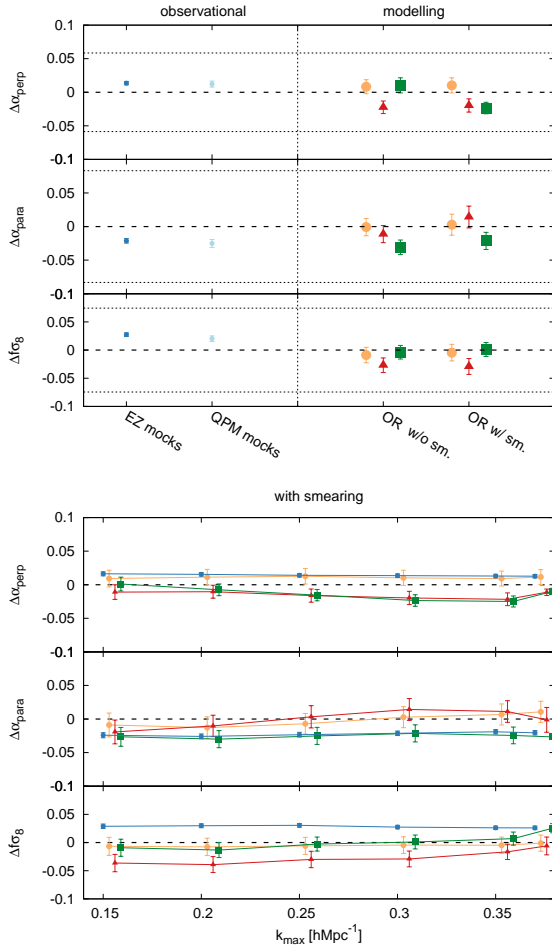 observational modelling
0.1
0.05
Δα_perp
0
-0.05
-0.1
0.05
Δα_para
0
-0.05
-0.1
0.05
Δfσ_8
0
-0.05
-0.1
EZ mocks QPM mocks OR w/o sm. OR w/ sm.
with smearing
0.1
0.05
Δα_perp
0
-0.05
-0.1
0.05
Δα_para
0
-0.05
-0.1
0.05
Δfσ_8
0
-0.05
-0.1
0.15 0.2 0.25 0.3 0.35
k_max [hMpc^-1]